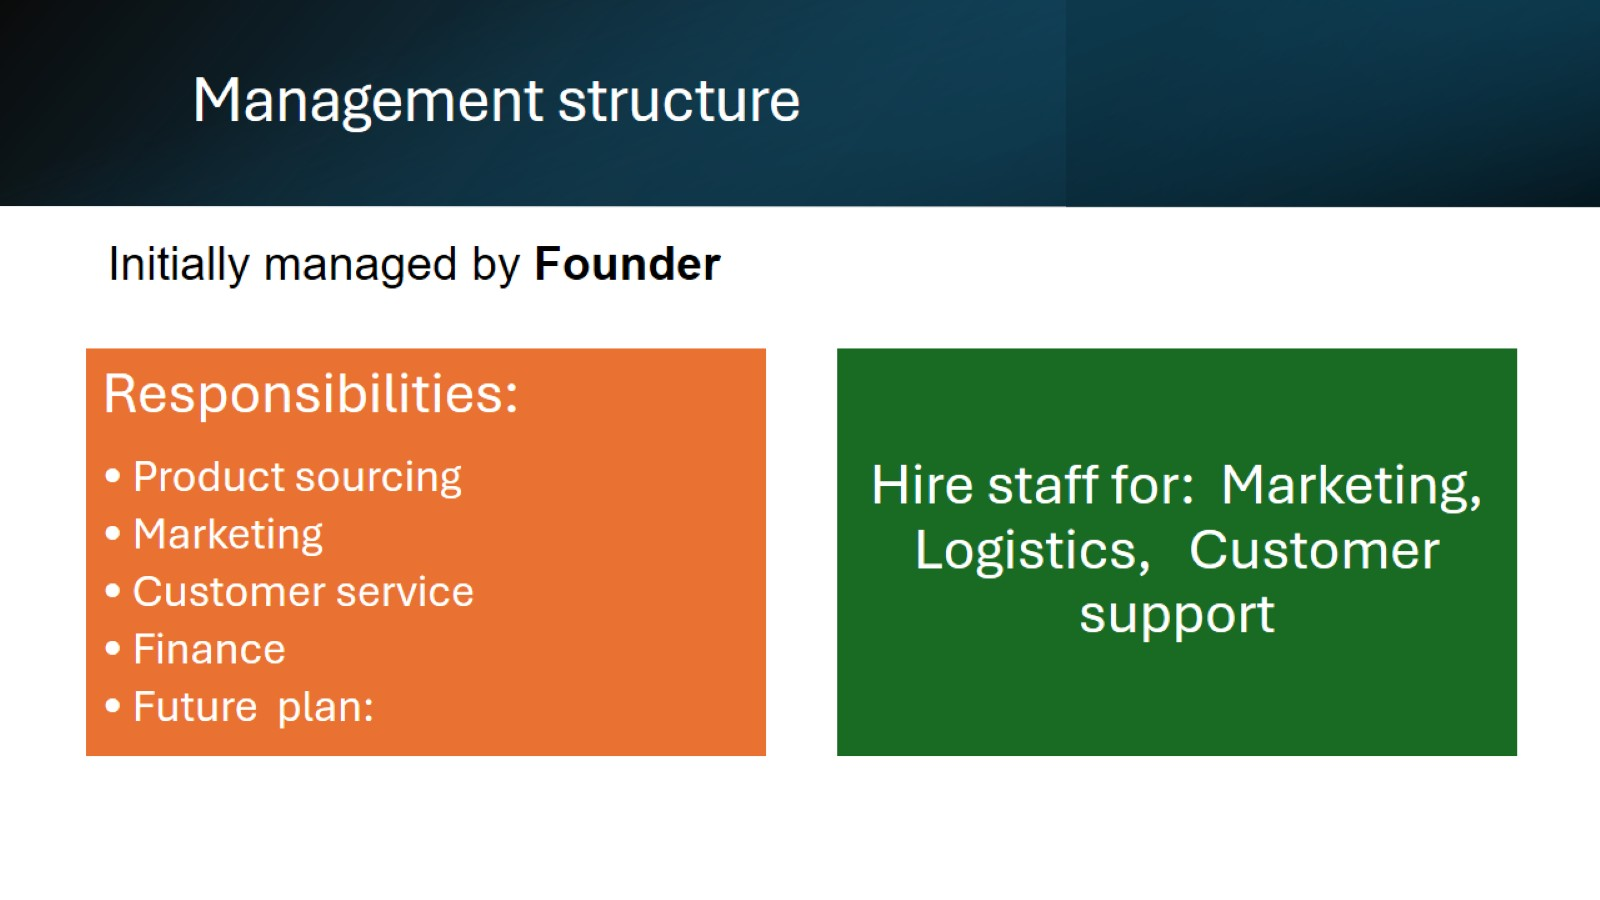 Management structure
Initially managed by Founder
Responsibilities:
• Product sourcing
• Marketing
• Customer service
• Finance
• Future  plan:
Hire staff for:  Marketing,
Logistics,   Customer
support